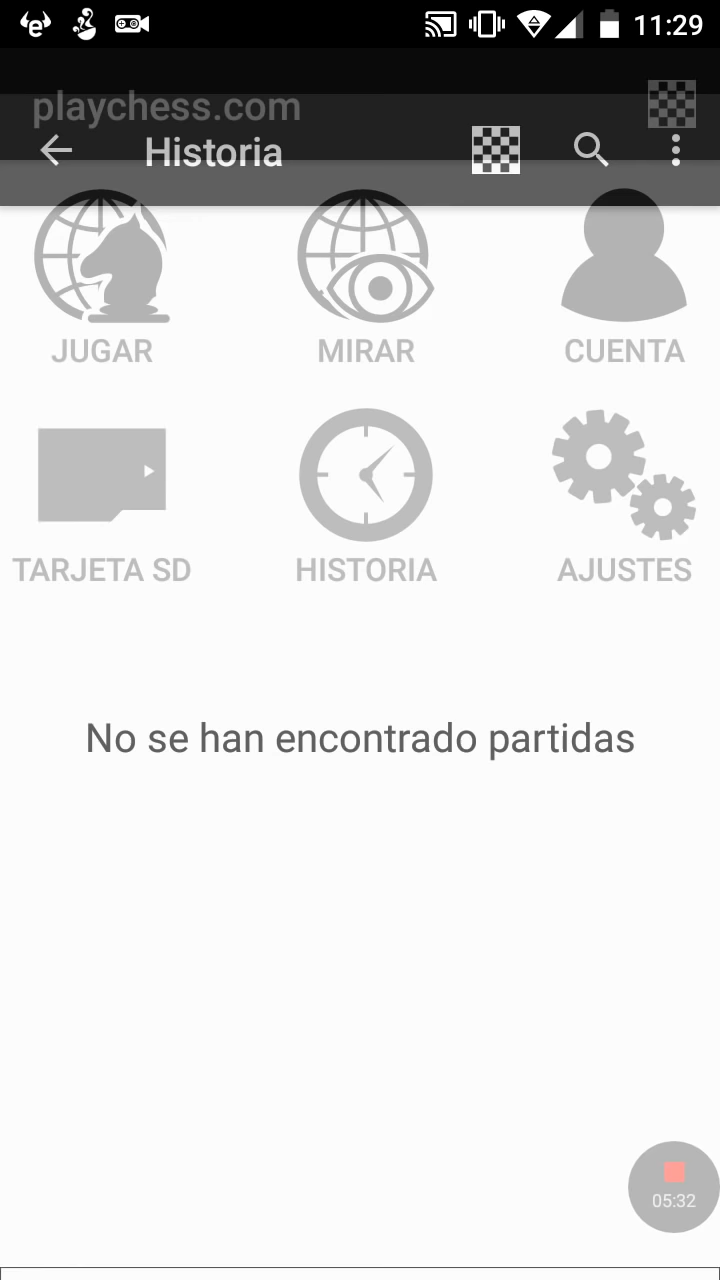 11:29
playchess.com
Historia
JUGAR MIRAR CUENTA
TARJETA SD HISTORIA AJUSTES
No se han encontrado partidas
05:32